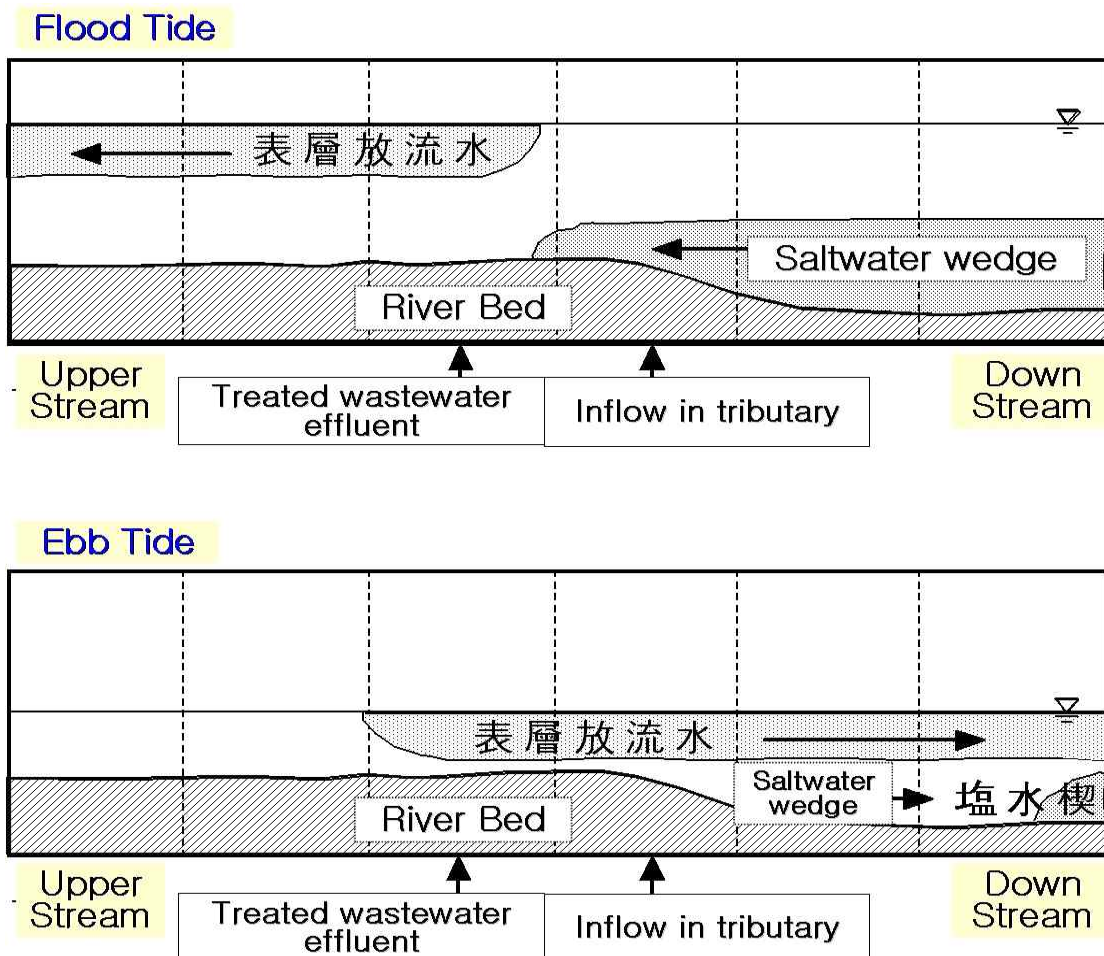 Flood Tide
表層放流水
Saltwater wedge
River Bed
Upper
Stream
Treated wastewater
effluent
Inflow in tributary
Down
Stream
Ebb Tide
表層放流水
Saltwater
wedge
塩水楔
River Bed
Upper
Stream
Treated wastewater
effluent
Inflow in tributary
Down
Stream